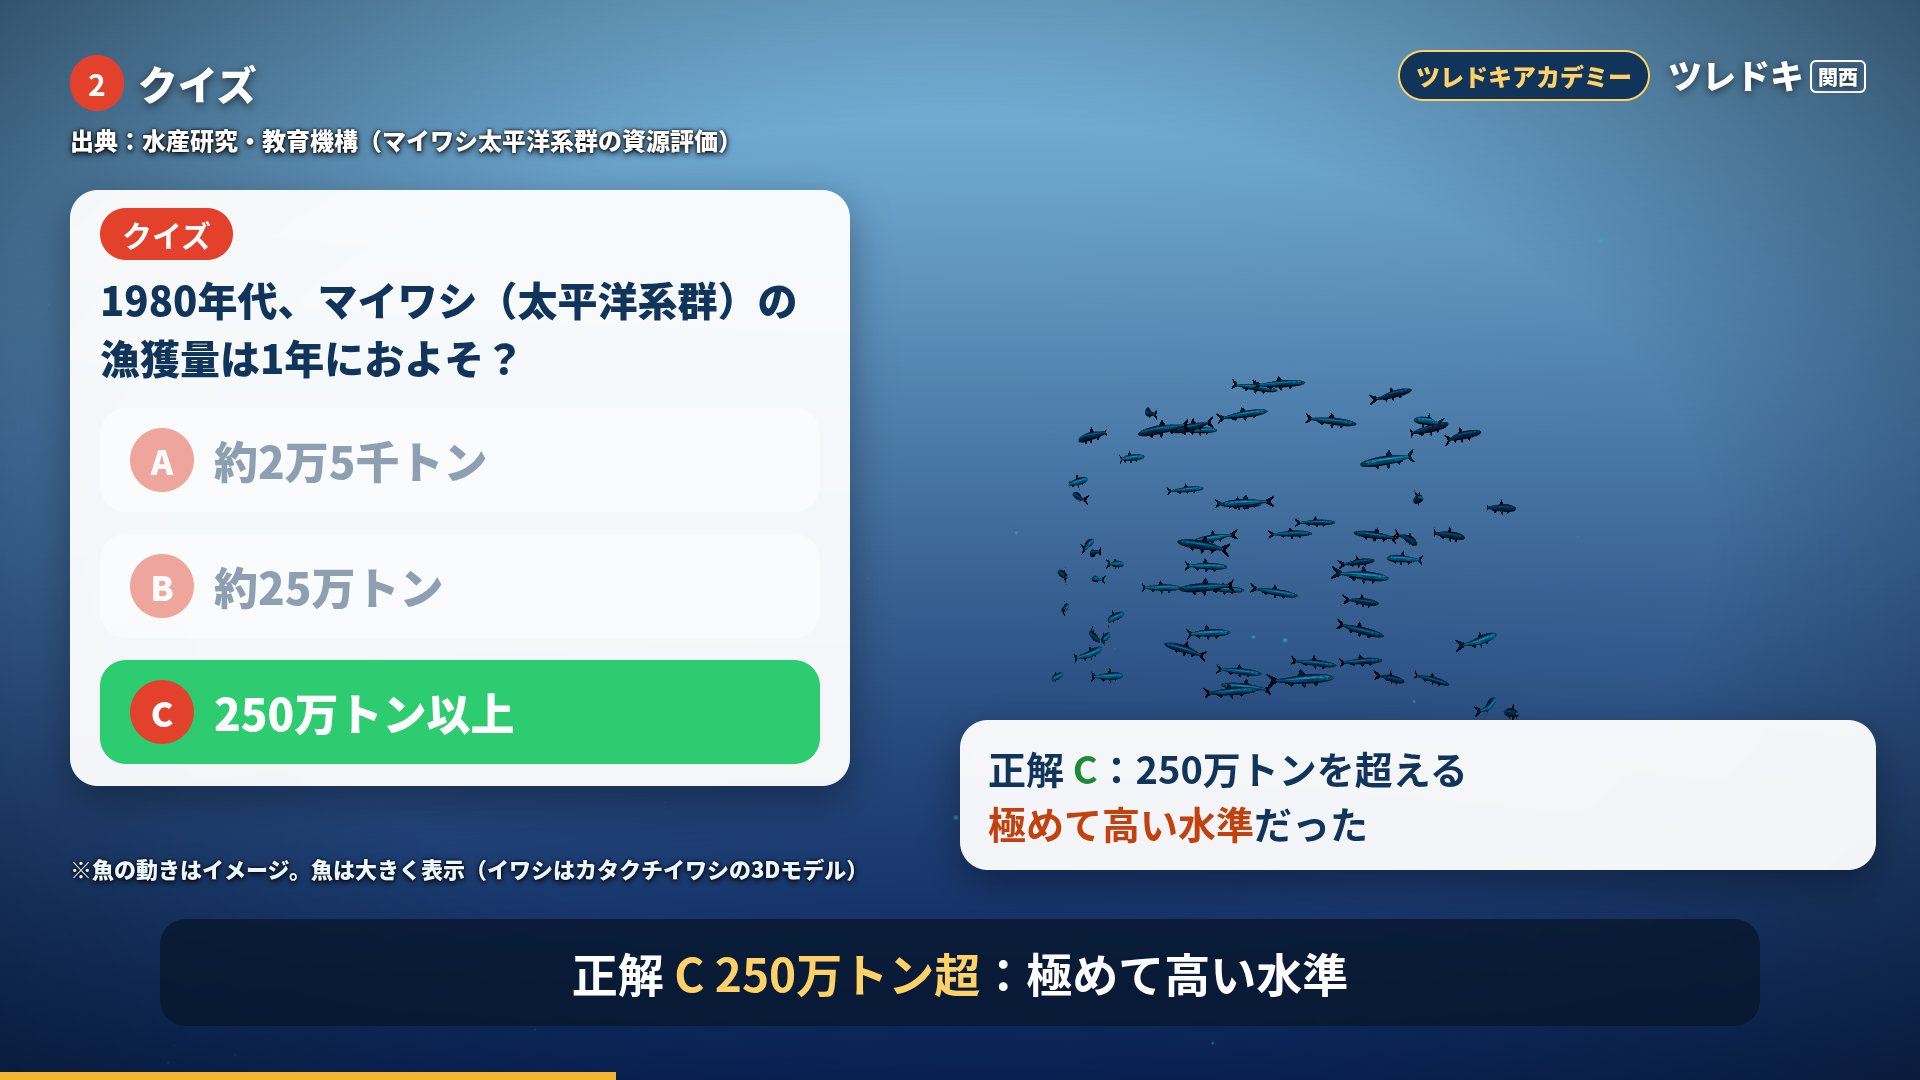 2 クイズ
ツレドキアカデミー ツレドキ 関西
出典：水産研究・教育機構（マイワシ太平洋系群の資源評価）
クイズ
1980年代、マイワシ（太平洋系群）の
漁獲量は1年におよそ？
A 約2万5千トン
B 約25万トン
C 250万トン以上
正解 C：250万トンを超える
極めて高い水準だった
※魚の動きはイメージ。魚は大きく表示（イワシはカタクチイワシの3Dモデル）
正解 C 250万トン超：極めて高い水準